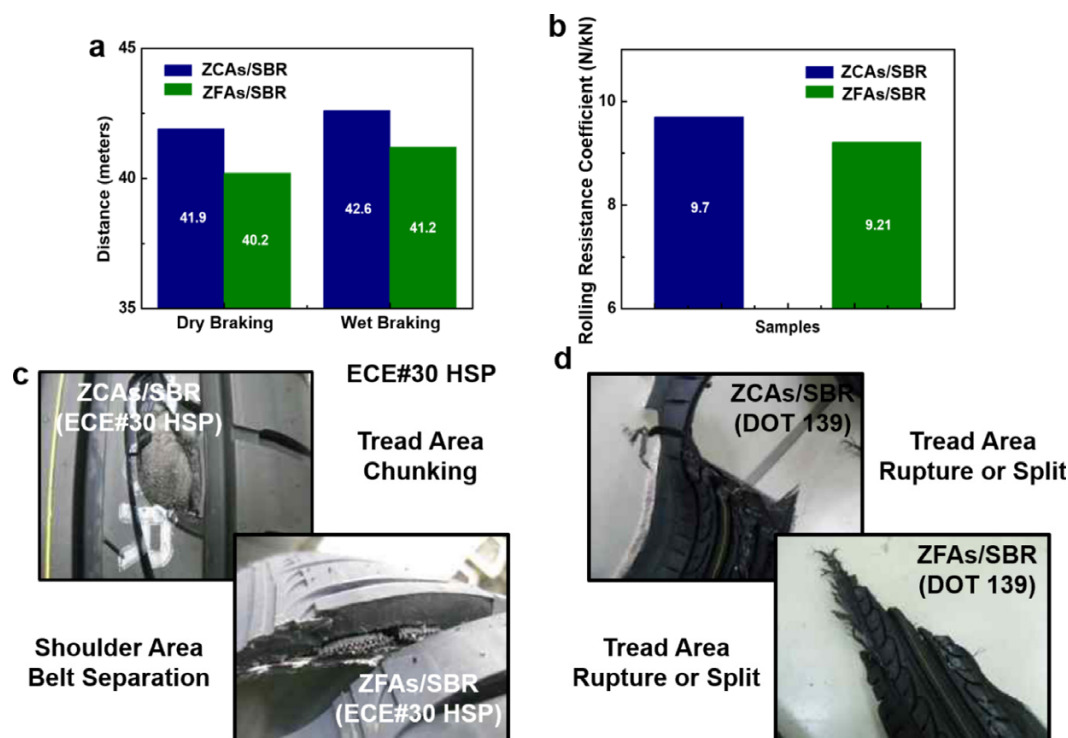 a
45
40
35
Distance (meters)
ZCAs/SBR
ZFAs/SBR
41.9
40.2
42.6
41.2
Dry Braking
Wet Braking
b
10
8
6
Rolling Resistance Coefficient (N/kN)
ZCAs/SBR
ZFAs/SBR
9.7
9.21
Samples
c
ZCAs/SBR
(ECE#30 HSP)
ECE#30 HSP
Tread Area
Chunking
Shoulder Area
Belt Separation
ZFAs/SBR
(ECE#30 HSP)
d
ZCAs/SBR
(DOT 139)
Tread Area
Rupture or Split
Tread Area
Rupture or Split
ZFAs/SBR
(DOT 139)